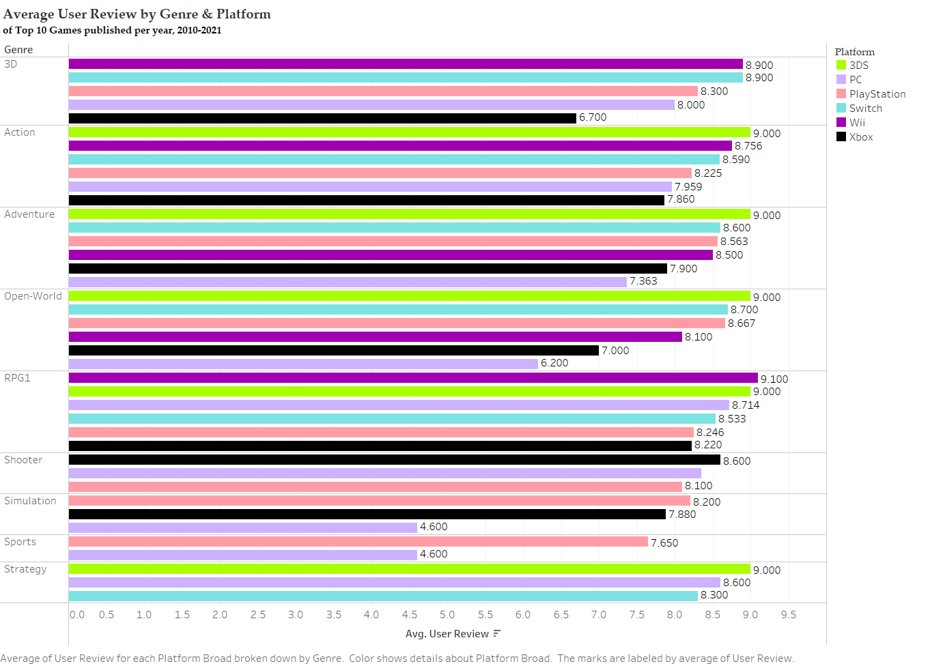 Average User Review by Genre & Platform
of Top 10 Games published per year, 2010-2021
Genre
3D
8.900
8.900
8.300
8.000
6.700
Action
9.000
8.756
8.590
8.225
7.959
7.860
Adventure
9.000
8.600
8.563
8.500
7.900
7.363
Open-World
9.000
8.700
8.667
8.100
7.000
6.200
RPG1
9.100
9.000
8.714
8.533
8.246
8.220
Shooter
8.600
8.100
Simulation
8.200
7.880
4.600
Sports
7.650
4.600
Strategy
9.000
8.600
8.300
0.0 0.5 1.0 1.5 2.0 2.5 3.0 3.5 4.0 4.5 5.0 5.5 6.0 6.5 7.0 7.5 8.0 8.5 9.0 9.5
Avg. User Review
Platform
3DS
PC
PlayStation
Switch
Wii
Xbox
Average of User Review for each Platform Broad broken down by Genre. Color shows details about Platform Broad. The marks are labeled by average of User Review.